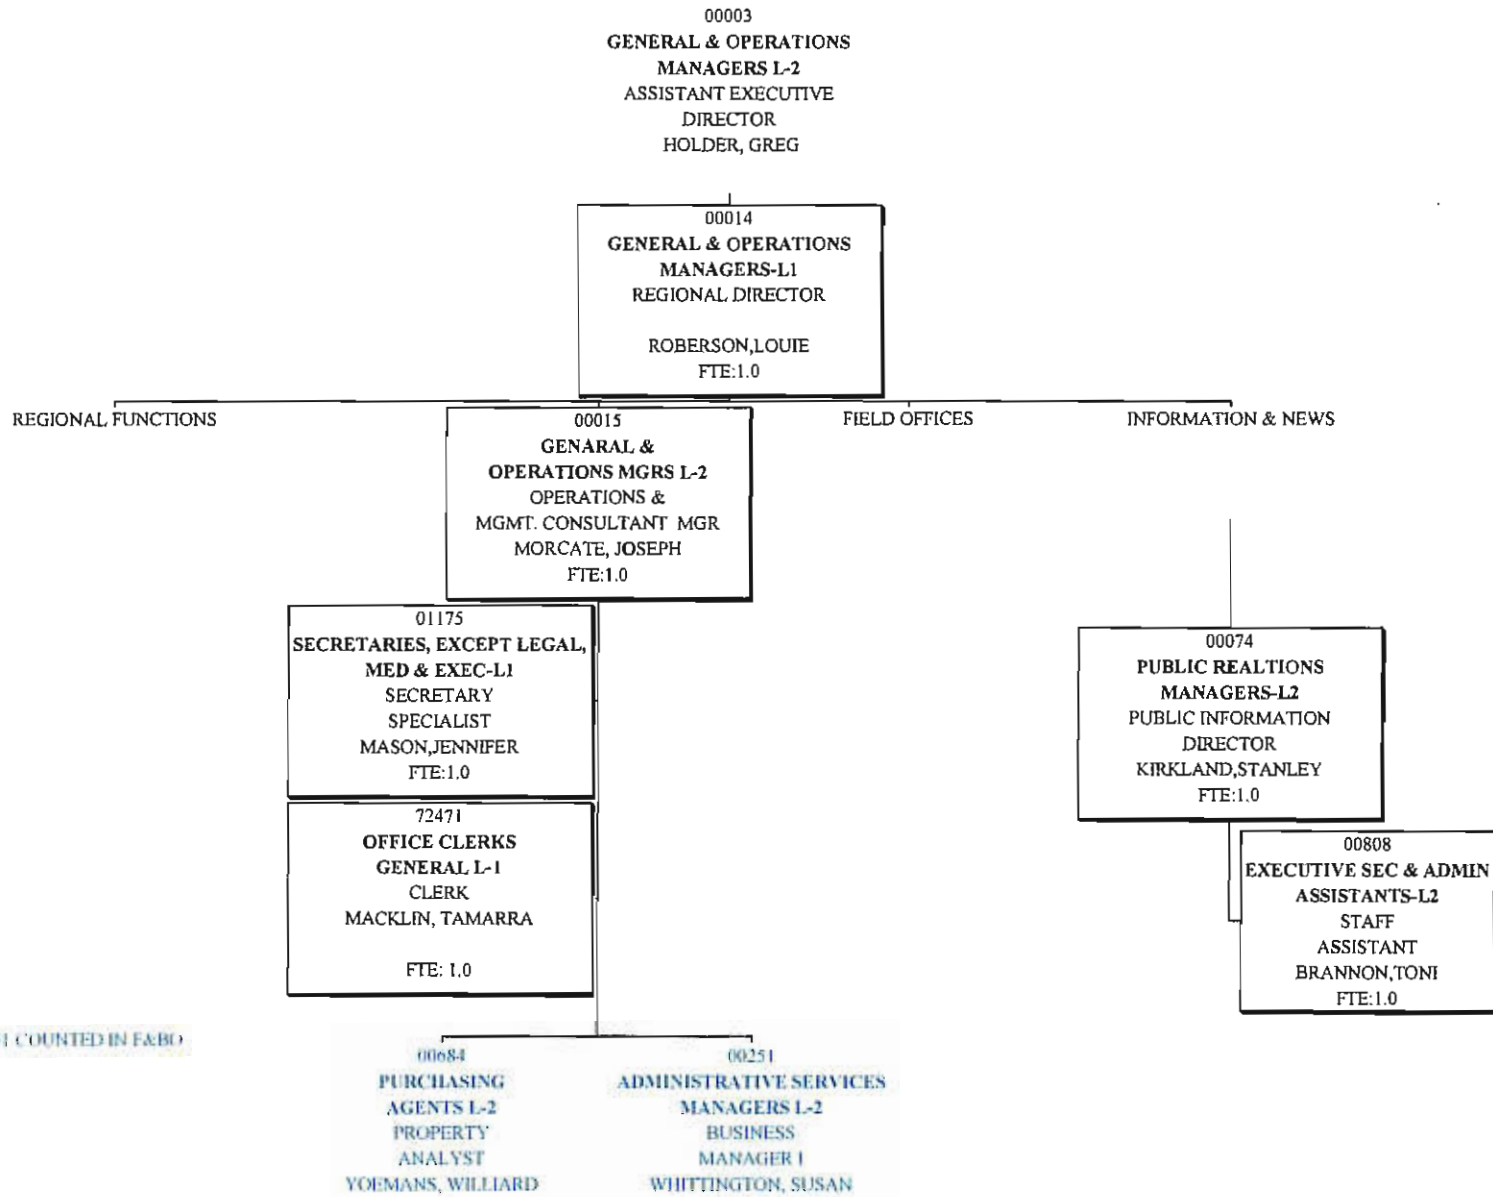 00003
GENERAL & OPERATIONS
MANAGERS L-2
ASSISTANT EXECUTIVE
DIRECTOR
HOLDER, GREG
00014
GENERAL & OPERATIONS
MANAGERS-L1
REGIONAL DIRECTOR
ROBERSON,LOUIE
FTE:1.0
REGIONAL FUNCTIONS
00015
GENARAL &
OPERATIONS MGRS L-2
OPERATIONS &
MGMT. CONSULTANT MGR
MORCATE, JOSEPH
FTE:1.0
FIELD OFFICES
INFORMATION & NEWS
01175
SECRETARIES, EXCEPT LEGAL,
MED & EXEC-L1
SECRETARY
SPECIALIST
MASON,JENNIFER
FTE:1.0
72471
OFFICE CLERKS
GENERAL L-1
CLERK
MACKLIN, TAMARRA
FTE: 1.0
00074
PUBLIC REALTIONS
MANAGERS-L2
PUBLIC INFORMATION
DIRECTOR
KIRKLAND,STANLEY
FTE:1.0
00808
EXECUTIVE SEC & ADMIN
ASSISTANTS-L2
STAFF
ASSISTANT
BRANNON,TONI
FTE:1.0
COUNTED IN F&BO
00684
PURCHASING
AGENTS L-2
PROPERTY
ANALYST
YOEMANS, WILLIARD
00251
ADMINISTRATIVE SERVICES
MANAGERS L-2
BUSINESS
MANAGER I
WHITTINGTON, SUSAN